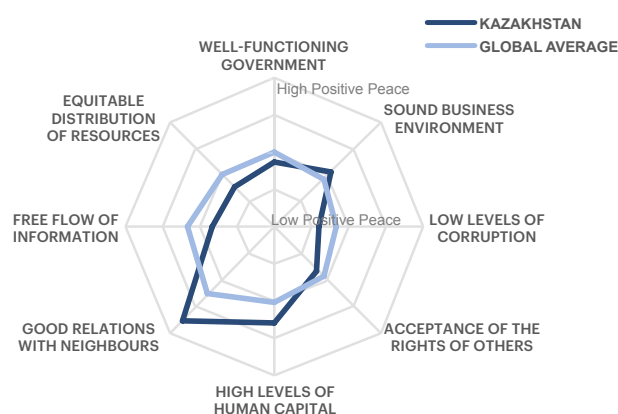 KAZAKHSTAN
GLOBAL AVERAGE
WELL-FUNCTIONING
GOVERNMENT
High Positive Peace
EQUITABLE
DISTRIBUTION
OF RESOURCES
SOUND BUSINESS
ENVIRONMENT
FREE FLOW OF
INFORMATION
Low Positive Peace
LOW LEVELS OF
CORRUPTION
GOOD RELATIONS
WITH NEIGHBOURS
ACCEPTANCE OF THE
RIGHTS OF OTHERS
HIGH LEVELS OF
HUMAN CAPITAL